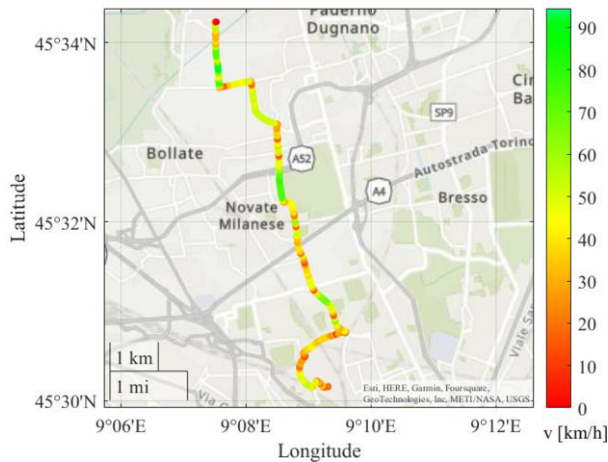 Paderno
Dugnano
90
45°34'N
80
Cin
Ba
SP9
70
Bollate
A52
Autostrada Torino
60
A4
Bresso
45°32'N
Novate
Milanese
50
40
30
20
1 km
Viale Sar
10
1 mi
Via C
Esri, HERE, Garmin, Foursquare,
GeoTechnologies, Inc, METI/NASA, USGS
45°30'N
0
9°06'E
9°08'E
9°10'E
9°12'E
v [km/h]
Longitude
Latitude